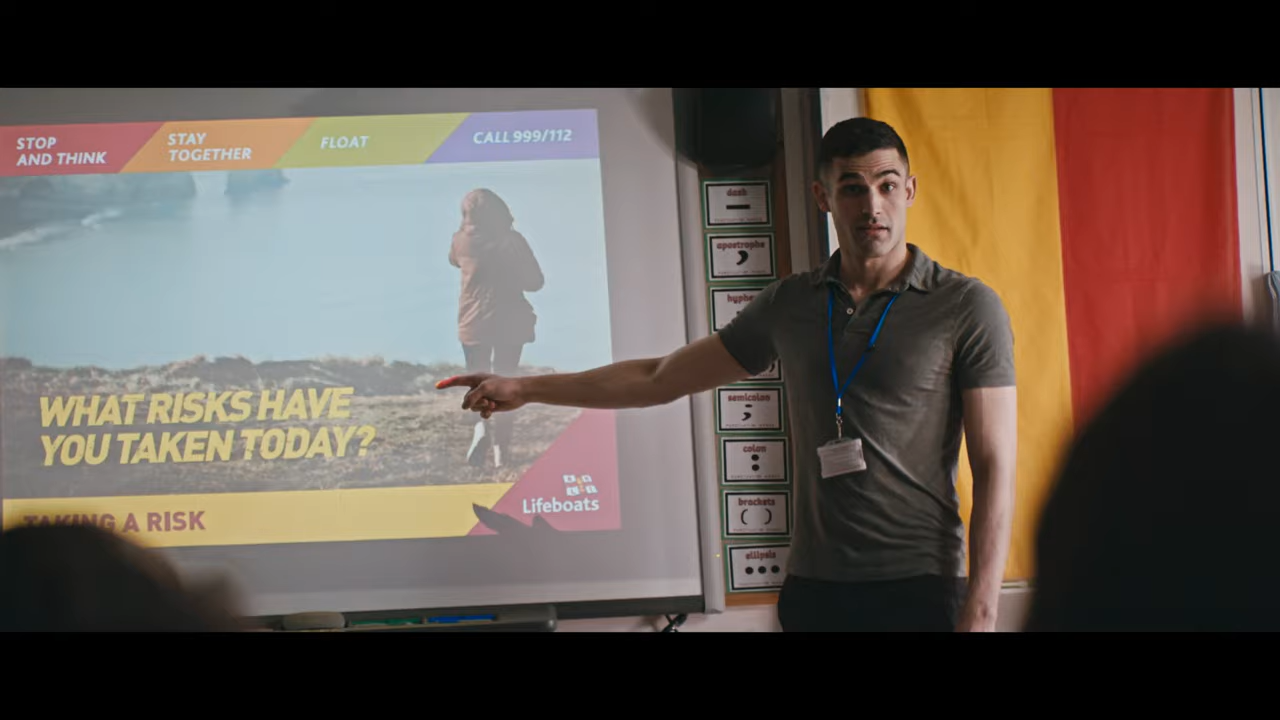 STOP
AND THINK
STAY
TOGETHER
FLOAT
CALL 999/112
WHAT RISKS HAVE
YOU TAKEN TODAY?
TAKING A RISK
Lifeboats
dash
apostrophe
semicolon
colon
brackets
ellipsis